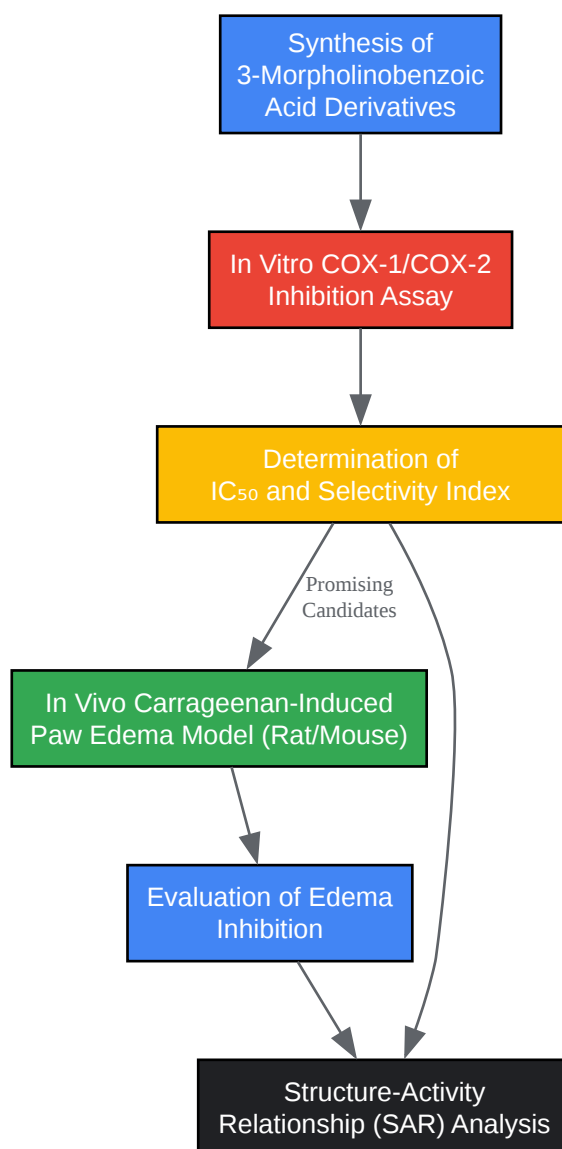 Synthesis of
3-Morpholinobenzoic
Acid Derivatives
In Vitro COX-1/COX-2
Inhibition Assay
Determination of
IC₅₀ and Selectivity Index
Promising
Candidates
In Vivo Carrageenan-Induced
Paw Edema Model (Rat/Mouse)
Evaluation of Edema
Inhibition
Structure-Activity
Relationship (SAR) Analysis